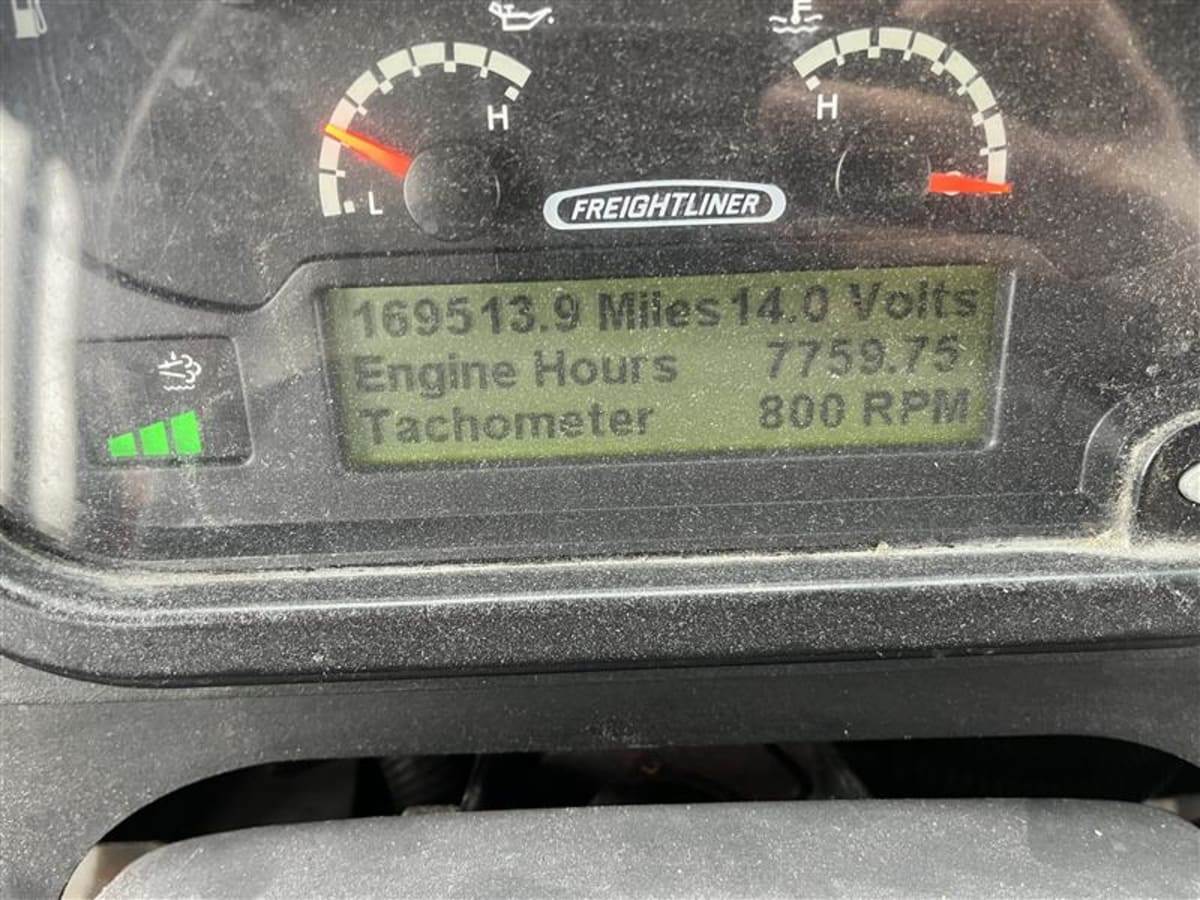 F
H
H
L
FREIGHTLINER
169513.9 Miles 14.0 Volts
Engine Hours 7759.75
Tachometer 800 RPM